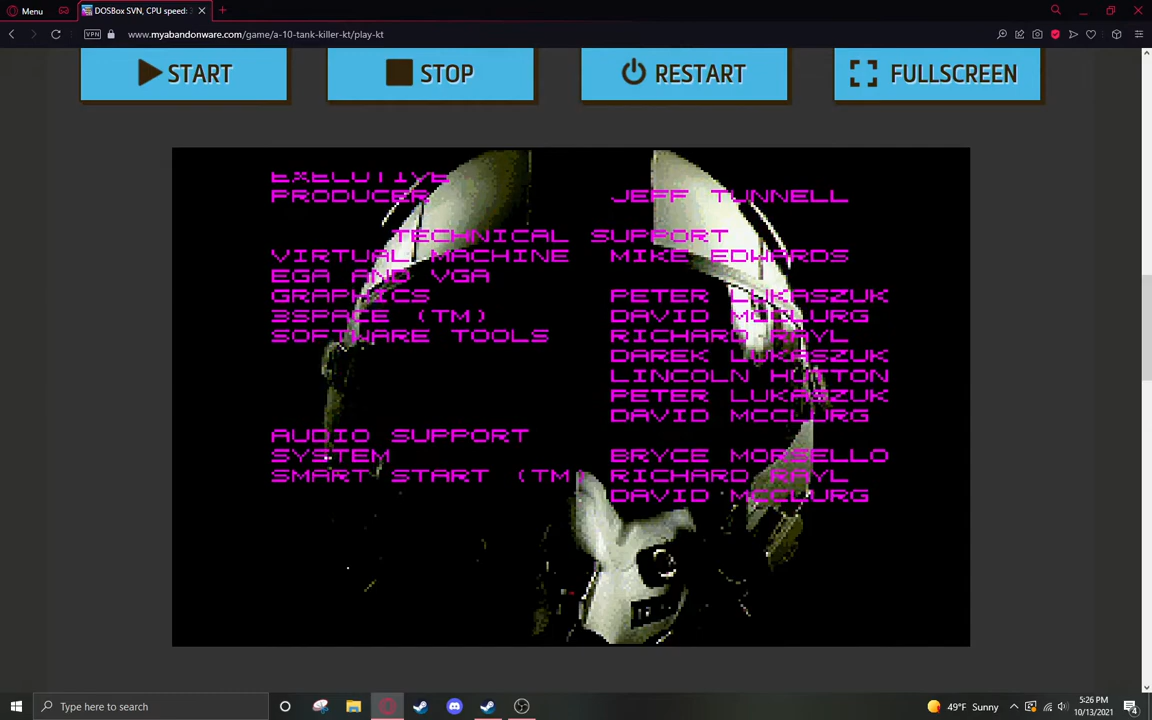 Menu
DOSBox SVN, CPU speed: 3
VPN
www.myabandonware.com/game/a-10-tank-killer-kt/play-kt
START STOP RESTART FULLSCREEN
EXECUTIVE
PRODUCER JEFF TUNNELL
TECHNICAL SUPPORT
VIRTUAL MACHINE MIKE EDWARDS
EGA AND VGA
GRAPHICS PETER LUKASZUK
3SPACE (TM) DAVID MCCLURG
SOFTWARE TOOLS RICHARD RAYL
DAREK LUKASZUK
LINCOLN HUTTON
PETER LUKASZUK
DAVID MCCLURG
AUDIO SUPPORT
SYSTEM BRYCE MORSELLO
SMART START (TM) RICHARD RAYL
DAVID MCCLURG
Type here to search
49°F Sunny
5:26 PM
10/13/2021
4